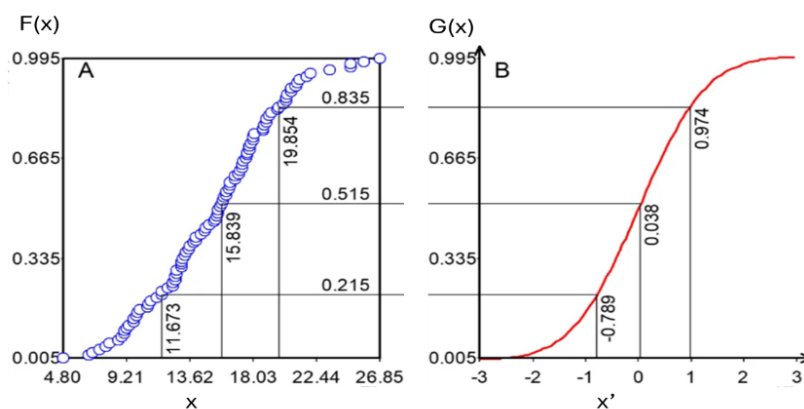 F(x)
G(x)
0.995
A
0.835
19.854
0.665
0.515
15.839
0.335
0.215
11.673
0.005
4.80 9.21 13.62 18.03 22.44 26.85
x
0.995
B
0.974
0.665
0.038
0.335
-0.789
0.005
-3 -2 -1 0 1 2 3
x’